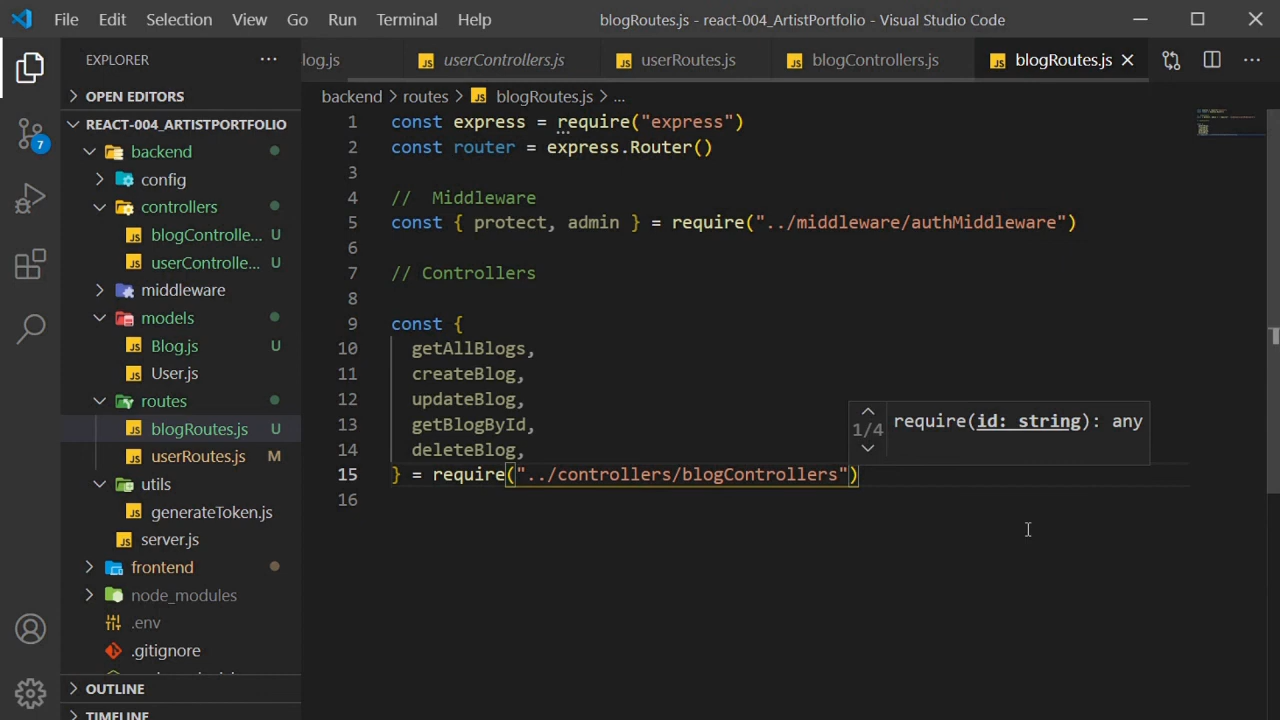 File Edit Selection View Go Run Terminal Help blogRoutes.js - react-004_ArtistPortfolio - Visual Studio Code
EXPLORER
OPEN EDITORS
REACT-004_ARTISTPORTFOLIO
backend
config
controllers
blogControlle... U
userControlle... U
middleware
models
Blog.js U
User.js
routes
blogRoutes.js U
userRoutes.js M
utils
generateToken.js
server.js
frontend
node_modules
.env
.gitignore
OUTLINE
TIMELINE
7
log.js userControllers.js userRoutes.js blogControllers.js blogRoutes.js
backend > routes > blogRoutes.js > ...
1 const express = require("express")
2 const router = express.Router()
3
4 //  Middleware
5 const { protect, admin } = require("../middleware/authMiddleware")
6
7 // Controllers
8
9 const {
10 getAllBlogs,
11 createBlog,
12 updateBlog,
13 getBlogById,
14 deleteBlog,
15 } = require("../controllers/blogControllers")
16
1/4 require(id: string): any